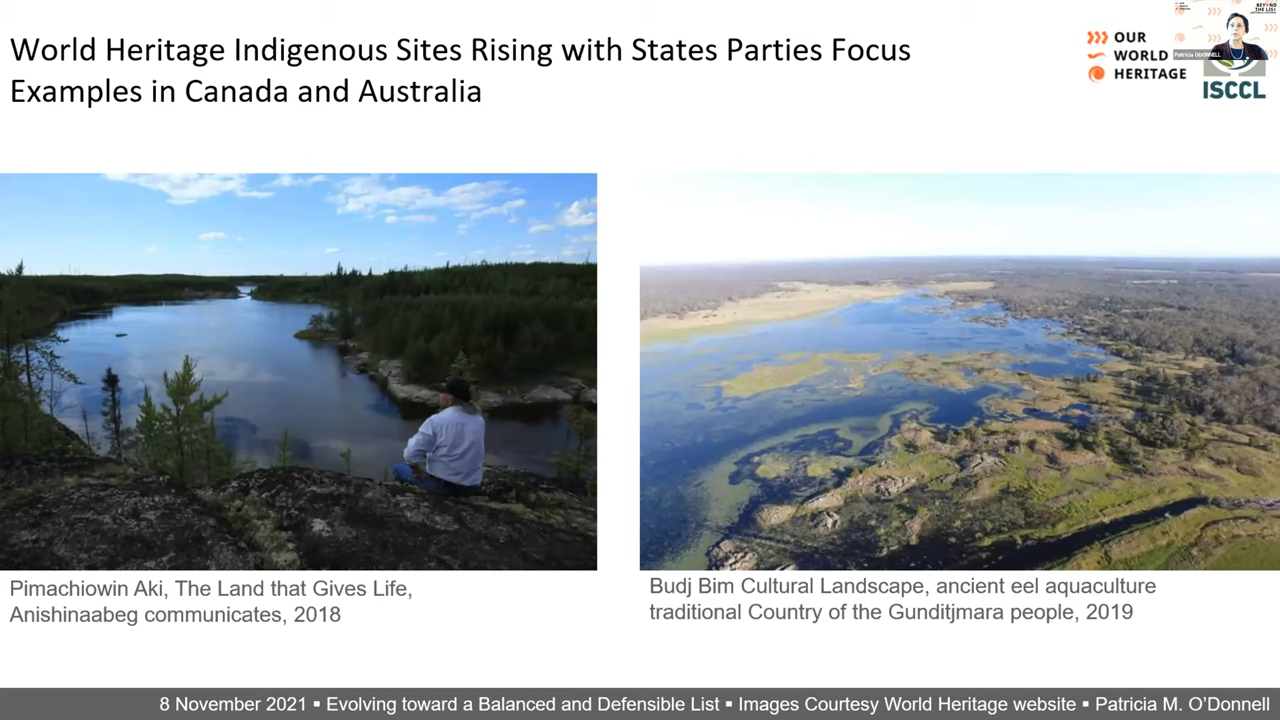 World Heritage Indigenous Sites Rising with States Parties Focus
Examples in Canada and Australia
OUR
WORLD
HERITAGE
Patricia ODONNELL
ISCCL
Pimachiowin Aki, The Land that Gives Life,
Anishinaabeg communicates, 2018
Budj Bim Cultural Landscape, ancient eel aquaculture
traditional Country of the Gunditjmara people, 2019
8 November 2021 ▪ Evolving toward a Balanced and Defensible List ▪ Images Courtesy World Heritage website ▪ Patricia M. O’Donnell